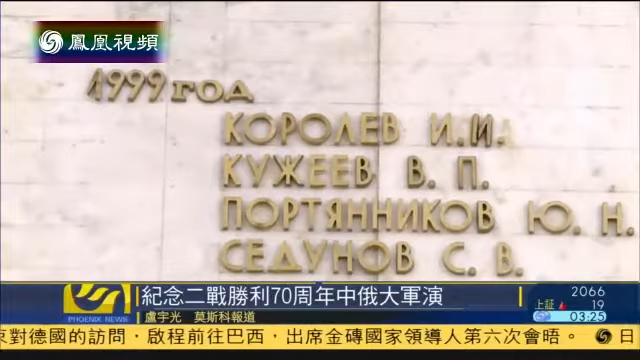 鳳凰視頻
1999 ГОД
КОРОЛЕВ И.И.
КУЖЕЕВ В. П.
ПОРТЯННИКОВ Ю. Н.
СЕДУНОВ С. В.
紀念二戰勝利70周年中俄大軍演
2066
上証 19
PHOENIX NEWS
盧宇光 莫斯科報道
03:25
京對德國的訪問﹐啟程前往巴西﹐出席金磚國家領導人第六次會晤。 日